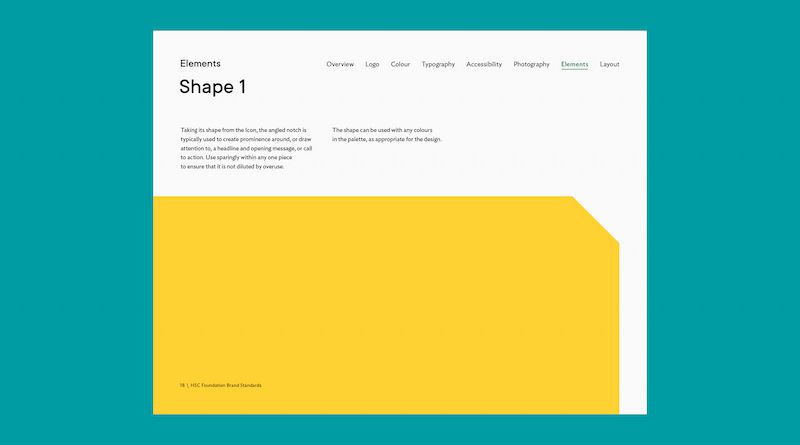 Elements
Overview Logo Colour Typography Accessibility Photography Elements Layout
Shape 1
Taking its shape from the Icon, the angled notch is
typically used to create prominence around, or draw
attention to, a headline and opening message, or call
to action. Use sparingly within any one piece
to ensure that it is not diluted by overuse.
The shape can be used with any colours
in the palette, as appropriate for the design.
18 \ HSC Foundation Brand Standards